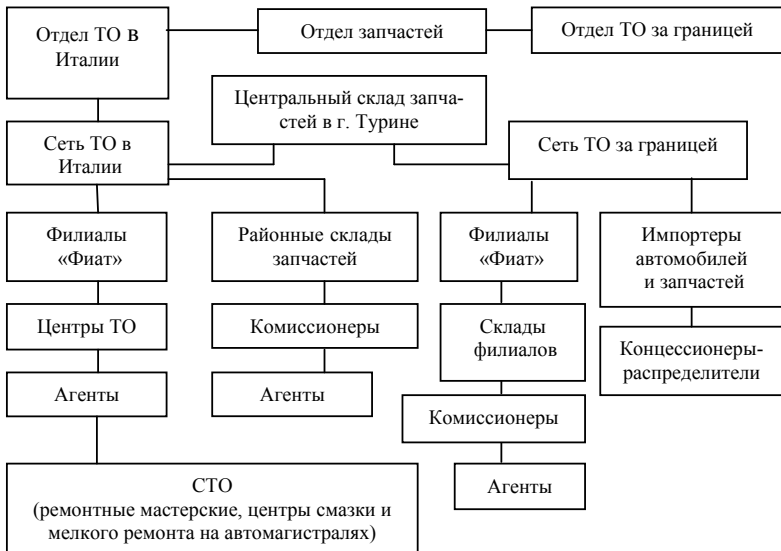 Отдел ТО в
Италии
Отдел запчастей
Отдел ТО за границей
Центральный склад запча-
стей в г. Турине
Сеть ТО в
Италии
Сеть ТО за границей
Филиалы
«Фиат»
Районные склады
запчастей
Филиалы
«Фиат»
Импортеры
автомобилей
и запчастей
Центры ТО
Комиссионеры
Склады
филиалов
Концессионеры-
распределители
Агенты
Агенты
Комиссионеры
Агенты
СТО
(ремонтные мастерские, центры смазки и
мелкого ремонта на автомагистралях)